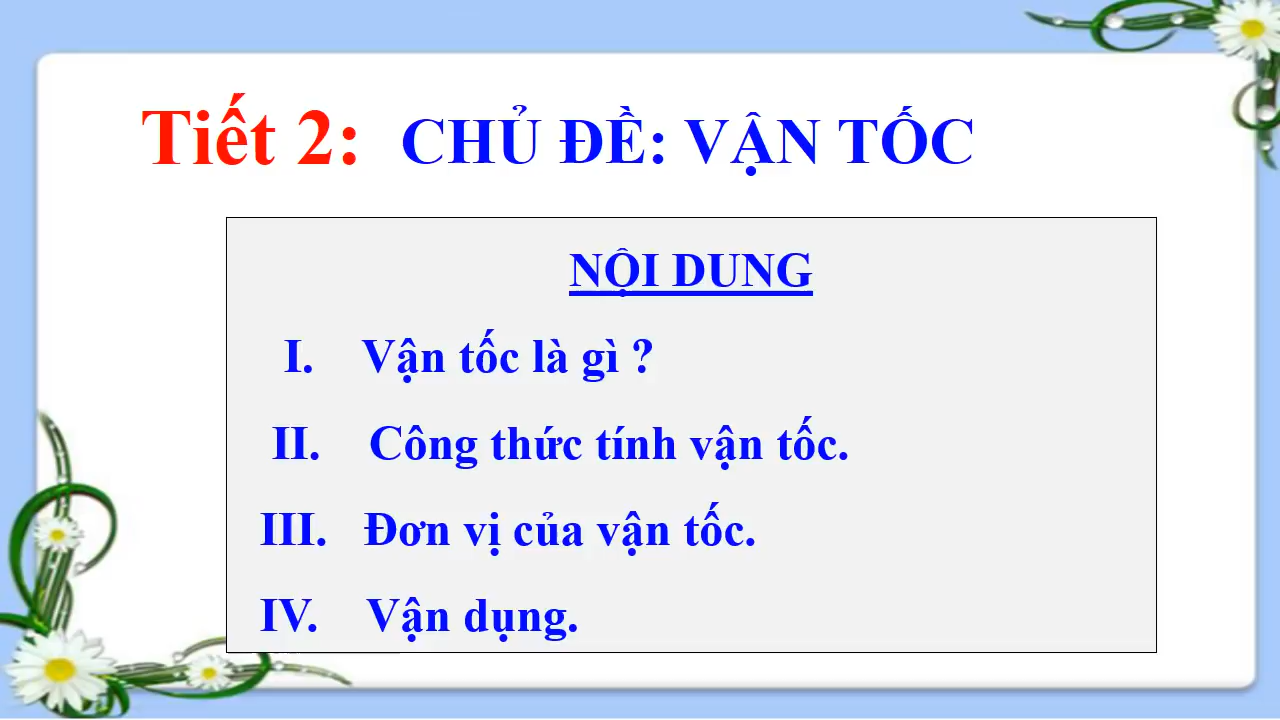 Tiết 2: CHỦ ĐỀ: VẬN TỐC
NỘI DUNG
I. Vận tốc là gì ?
II. Công thức tính vận tốc.
III. Đơn vị của vận tốc.
IV. Vận dụng.